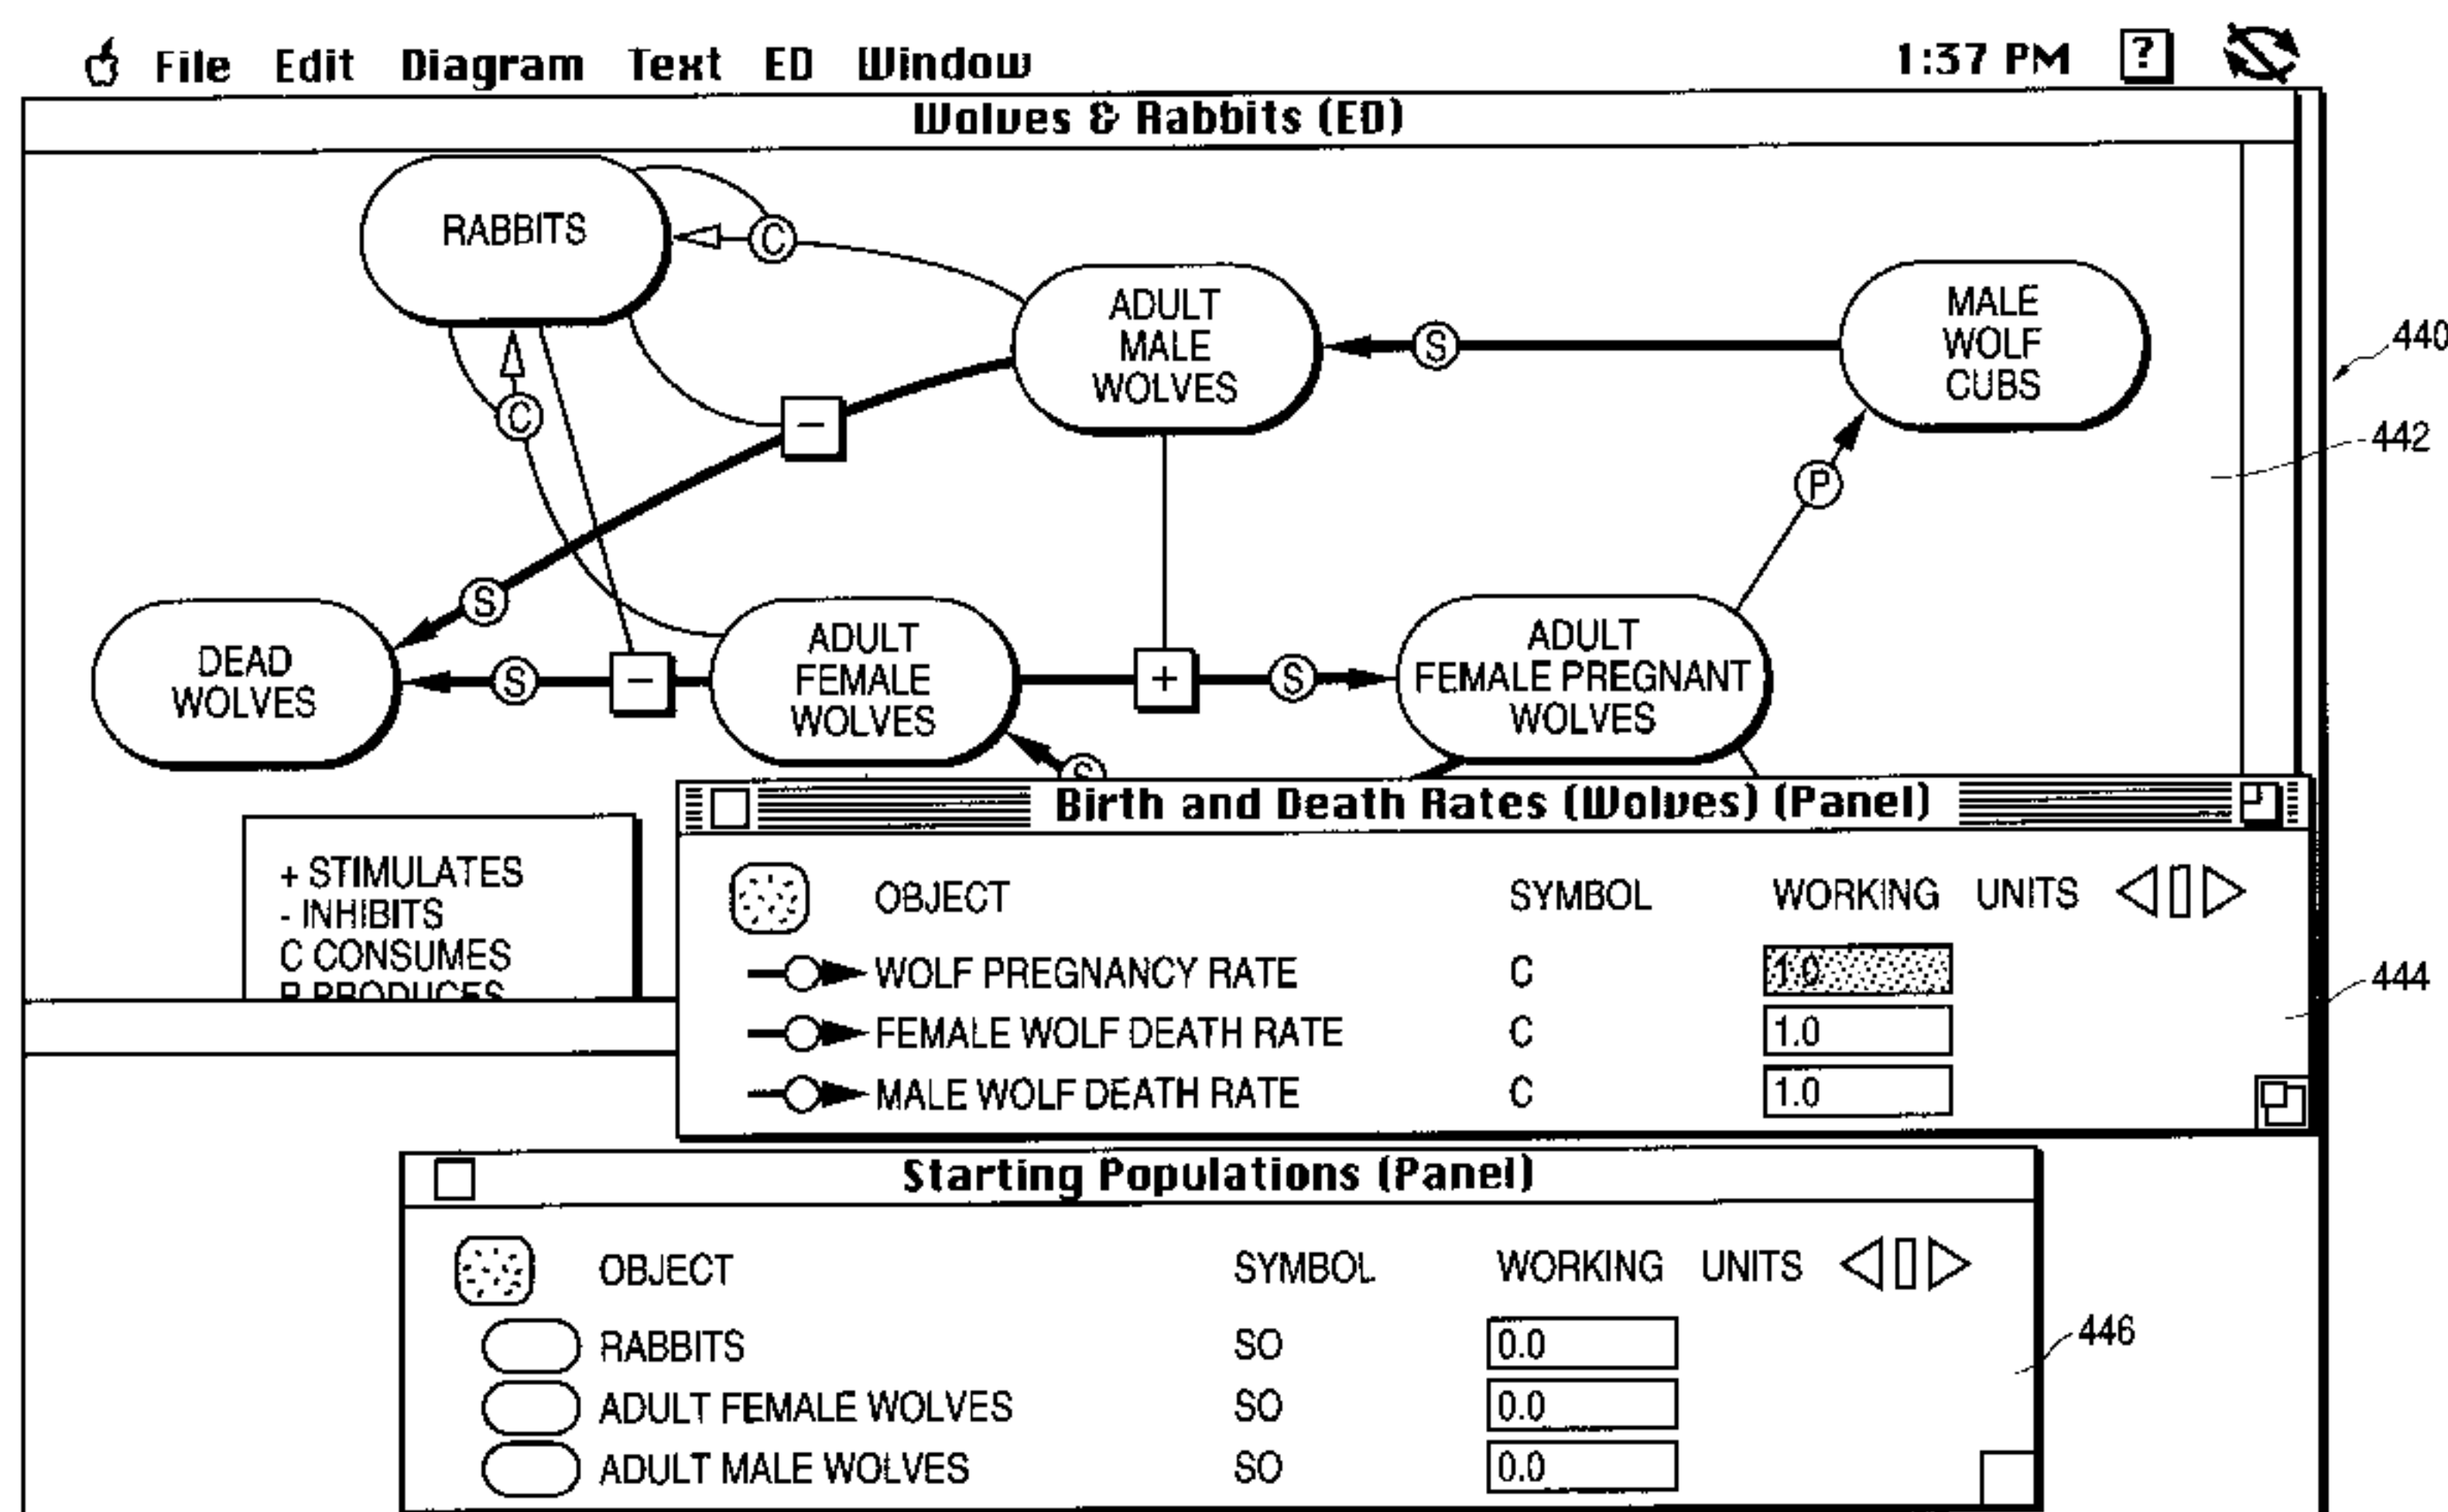 File Edit Diagram Text ED Window 1:37 PM ?
Wolves & Rabbits (ED)
RABBITS
C
ADULT
MALE
WOLVES
S
MALE
WOLF
CUBS
440
C
−
442
P
S
DEAD
WOLVES
S
−
ADULT
FEMALE
WOLVES
+
S
ADULT
FEMALE PREGNANT
WOLVES
S
+ STIMULATES
- INHIBITS
C CONSUMES
P PRODUCES
Birth and Death Rates (Wolves) (Panel)
OBJECT SYMBOL WORKING UNITS
WOLF PREGNANCY RATE C 1.0
FEMALE WOLF DEATH RATE C 1.0
MALE WOLF DEATH RATE C 1.0
444
Starting Populations (Panel)
OBJECT SYMBOL WORKING UNITS
RABBITS SO 0.0
ADULT FEMALE WOLVES SO 0.0
ADULT MALE WOLVES SO 0.0
446